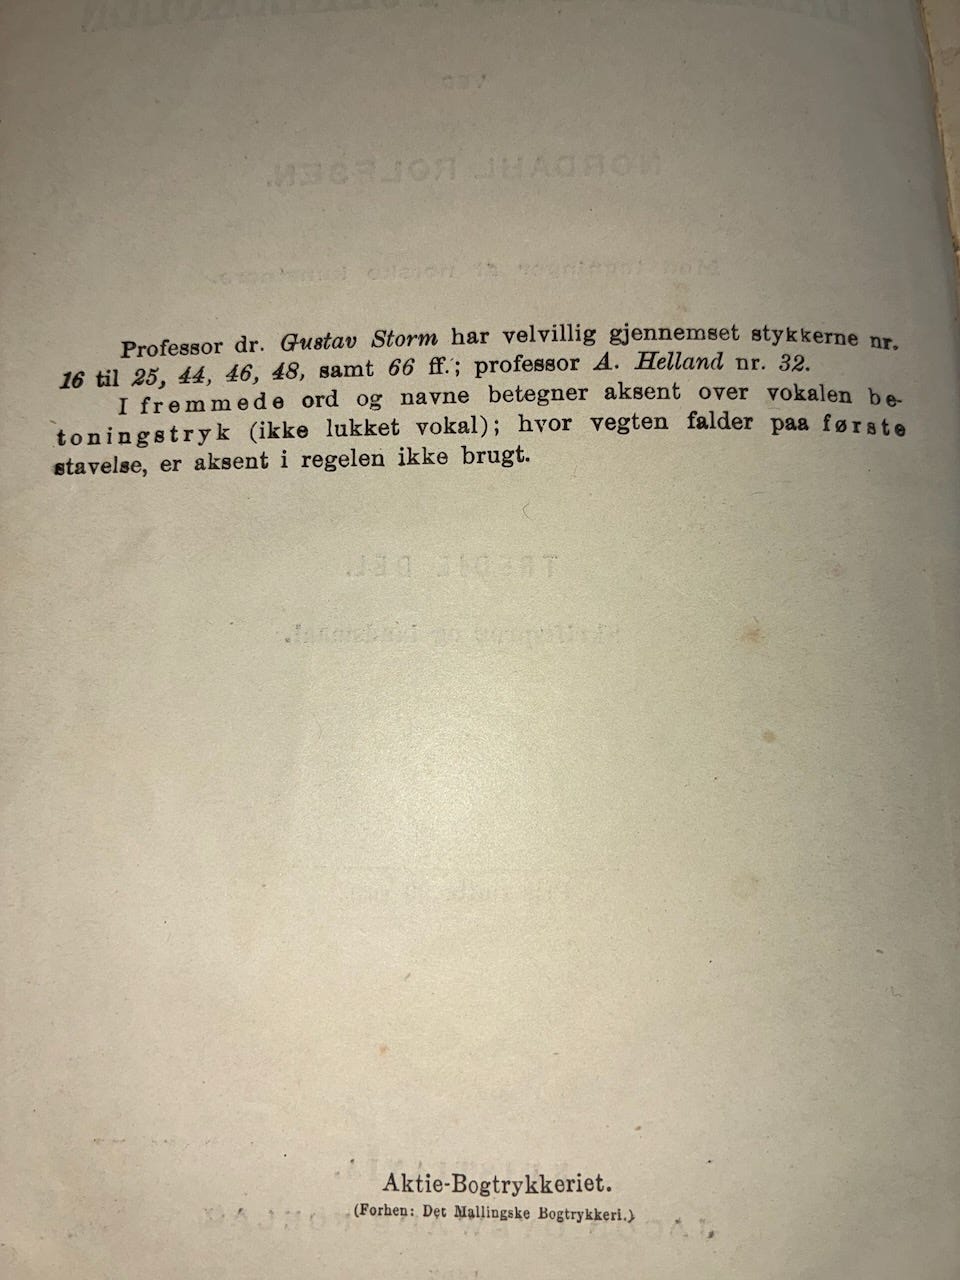 Professor dr. Gustav Storm har velvillig gjennemset stykkerne nr.
16 til 25, 44, 46, 48, samt 66 ff.; professor A. Helland nr. 32.
I fremmede ord og navne betegner aksent over vokalen be-
toningstryk (ikke lukket vokal); hvor vegten falder paa første
stavelse, er aksent i regelen ikke brugt.
Aktie-Bogtrykkeriet.
(Forhen: Det Mallingske Bogtrykkeri.)